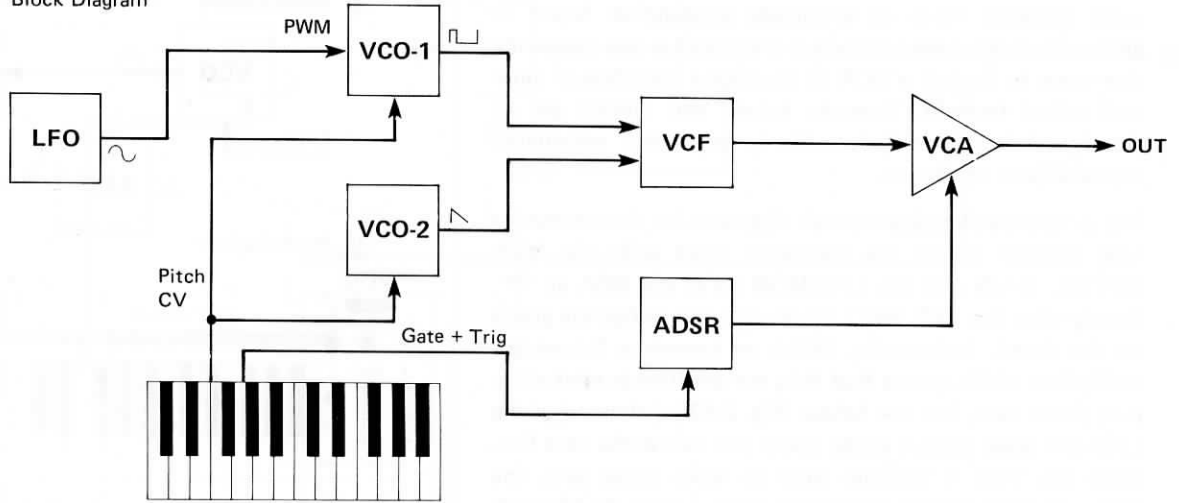 Block Diagram
PWM
VCO-1
LFO
VCF
VCA
OUT
VCO-2
Pitch
CV
ADSR
Gate + Trig